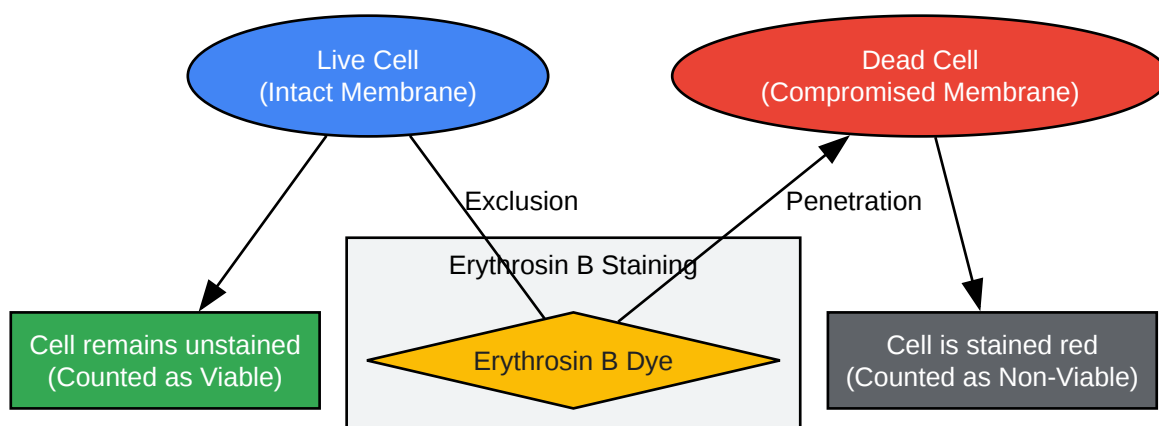 Live Cell
(Intact Membrane)
Dead Cell
(Compromised Membrane)
Exclusion
Penetration
Erythrosin B Staining
Cell remains unstained
(Counted as Viable)
Erythrosin B Dye
Cell is stained red
(Counted as Non-Viable)